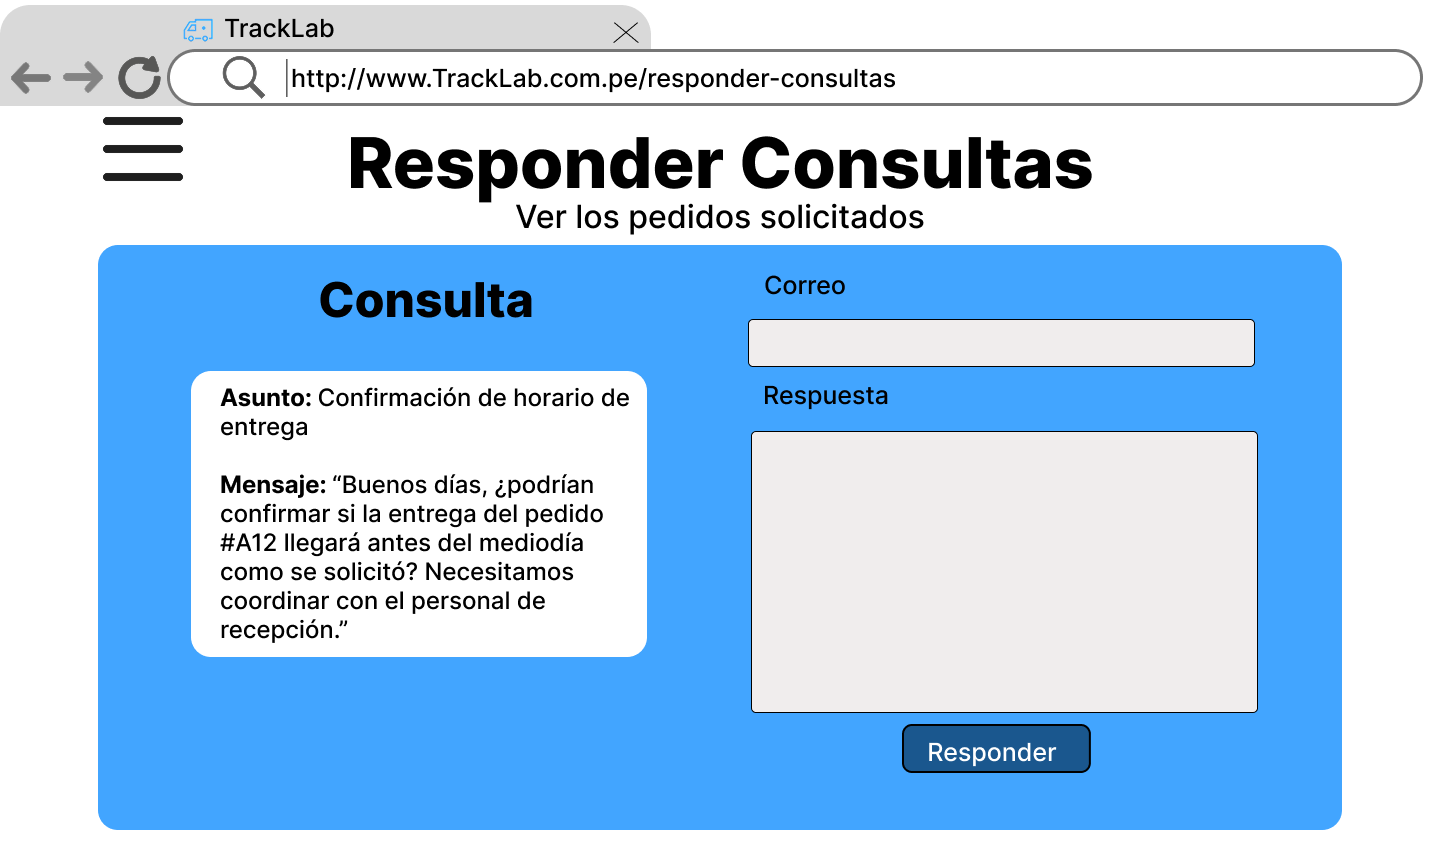 TrackLab
http://www.TrackLab.com.pe/responder-consultas
Responder Consultas
Ver los pedidos solicitados
Consulta
Asunto: Confirmación de horario de
entrega
Mensaje: “Buenos días, ¿podrían
confirmar si la entrega del pedido
#A12 llegará antes del mediodía
como se solicitó? Necesitamos
coordinar con el personal de
recepción.”
Correo
Respuesta
Responder